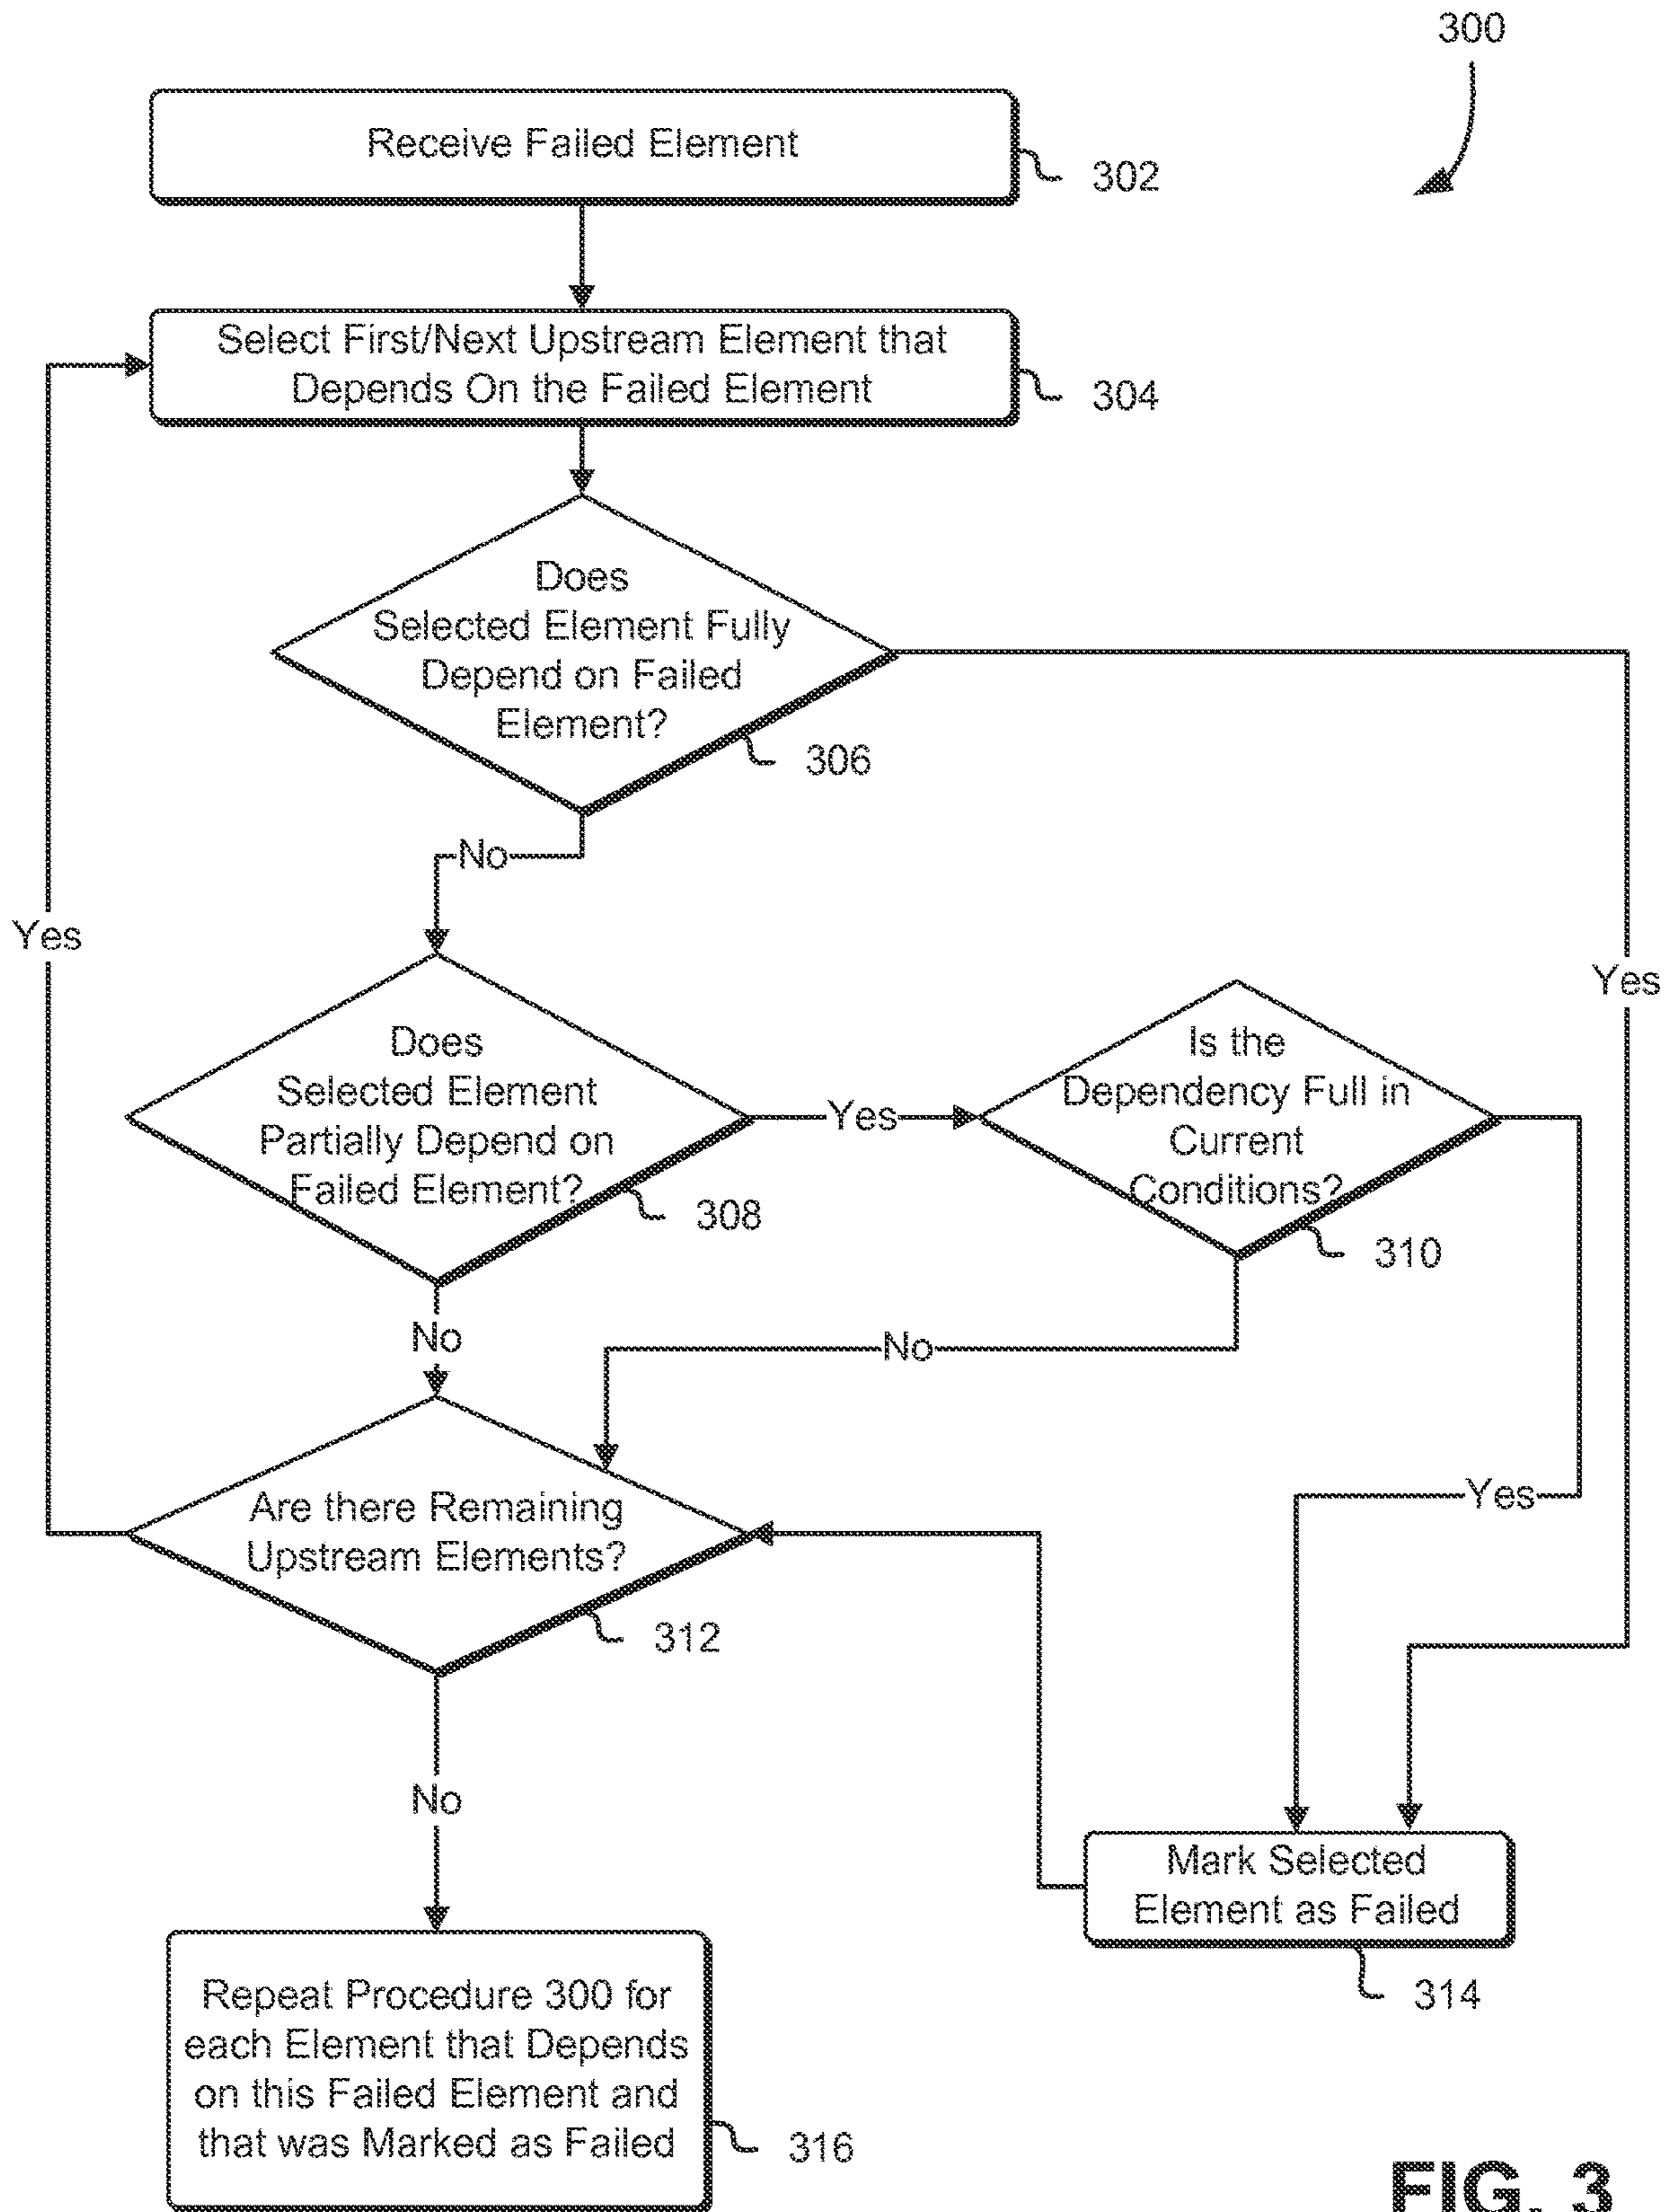 300
Receive Failed Element
302
Select First/Next Upstream Element that
Depends On the Failed Element
304
Does
Selected Element Fully
Depend on Failed
Element?
306
No
Yes
Yes
Does
Selected Element
Partially Depend on
Failed Element?
308
Yes
Is the
Dependency Full in
Current
Conditions?
310
No
No
Yes
Are there Remaining
Upstream Elements?
312
No
Mark Selected
Element as Failed
314
Repeat Procedure 300 for
each Element that Depends
on this Failed Element and
that was Marked as Failed
316
FIG. 3